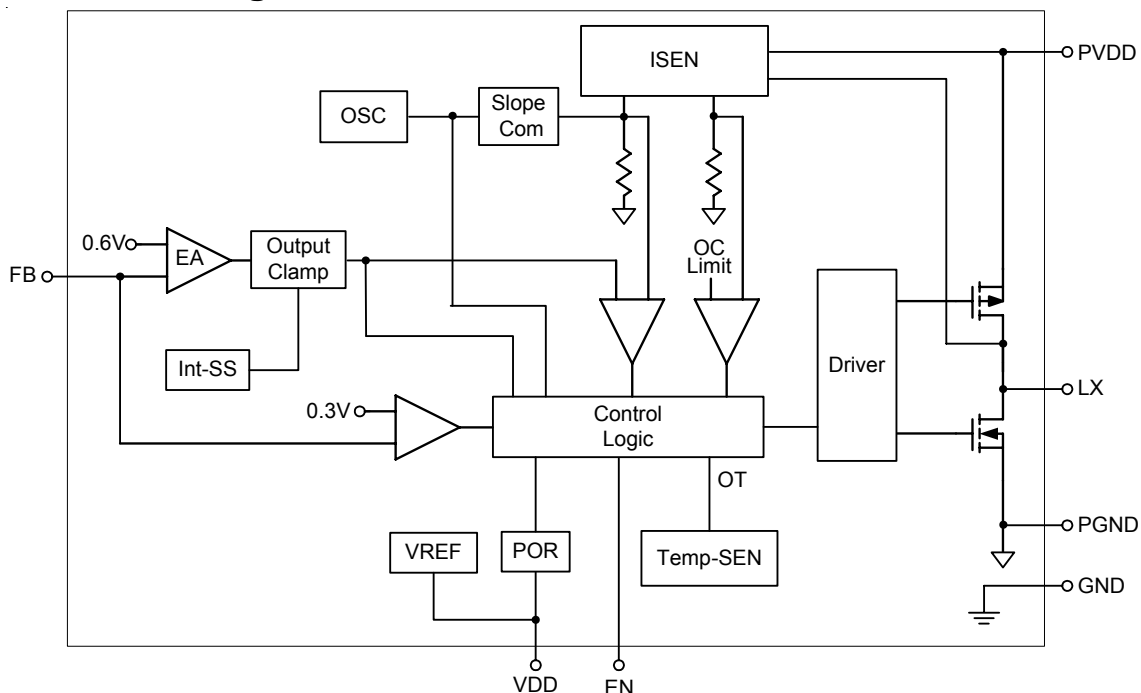 ISEN
PVDD
OSC
Slope
Com
0.6V
EA
Output
Clamp
OC
Limit
FB
Int-SS
Driver
0.3V
Control
Logic
LX
OT
VREF
POR
Temp-SEN
PGND
GND
VDD
EN